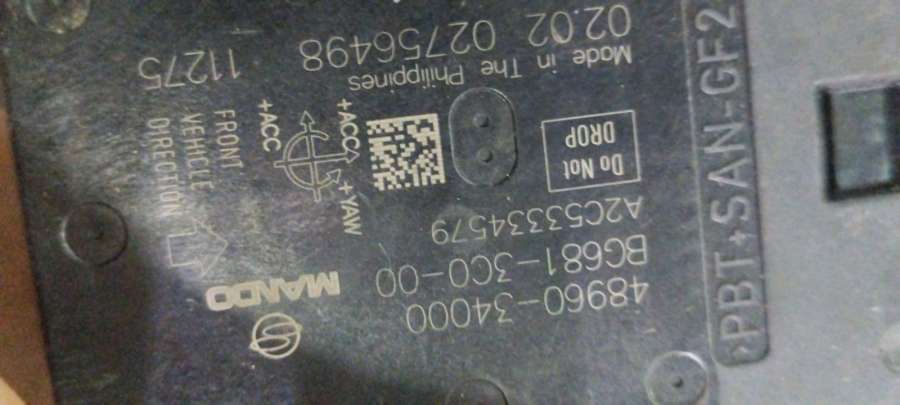 48960-34000
BC681-3C0-00
A2C53334579
MANDO
Do Not
DROP
+YAW
+ACC
+ACC
FRONT
VEHICLE
DIRECTION
Made in The Philippines
02.02 02756498 11275
>PBT+SAN-GF2